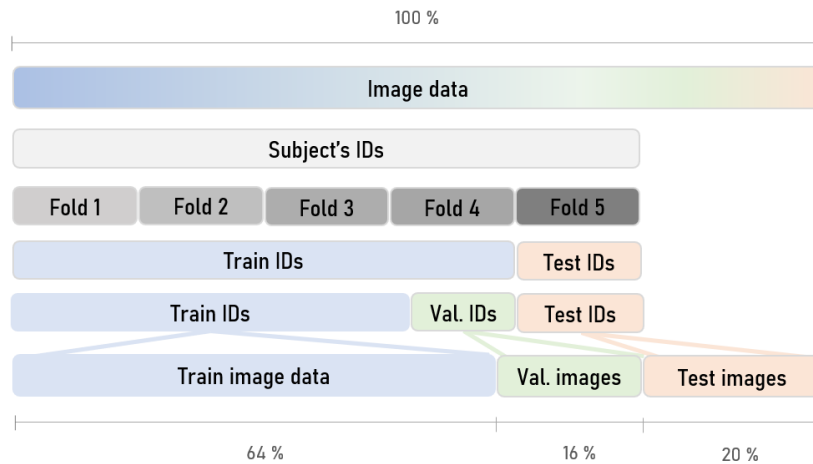 100 %
Image data
Subject's IDs
Fold 1 Fold 2 Fold 3 Fold 4 Fold 5
Train IDs Test IDs
Train IDs Val. IDs Test IDs
Train image data Val. images Test images
64 % 16 % 20 %